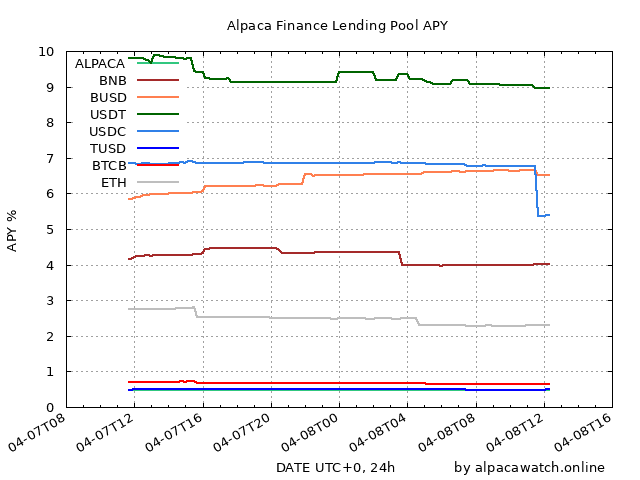 Alpaca Finance Lending Pool APY
APY %
10
9
8
7
6
5
4
3
2
1
0
ALPACA
BNB
BUSD
USDT
USDC
TUSD
BTCB
ETH
04-07T08
04-07T12
04-07T16
04-07T20
04-08T00
04-08T04
04-08T08
04-08T12
04-08T16
DATE UTC+0, 24h
by alpacawatch.online